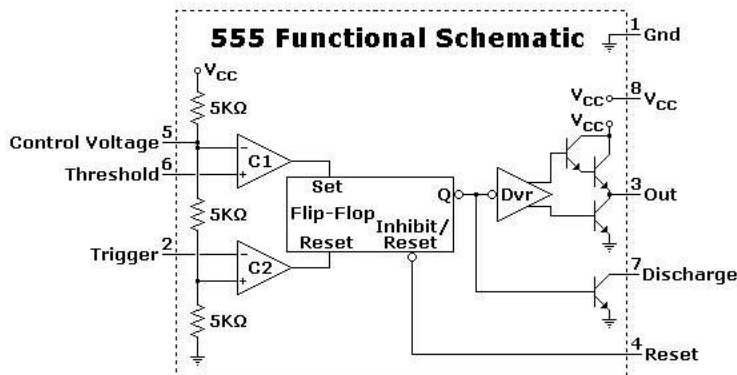 555 Functional Schematic
1
Gnd
VCC
8
VCC
VCC
5KΩ
5
Control Voltage
6
Threshold
-
+
C1
Set
Flip-Flop
Inhibit/
Reset
Reset
Q
Dvr
3
Out
5KΩ
2
Trigger
-
+
C2
7
Discharge
5KΩ
4
Reset
VCC